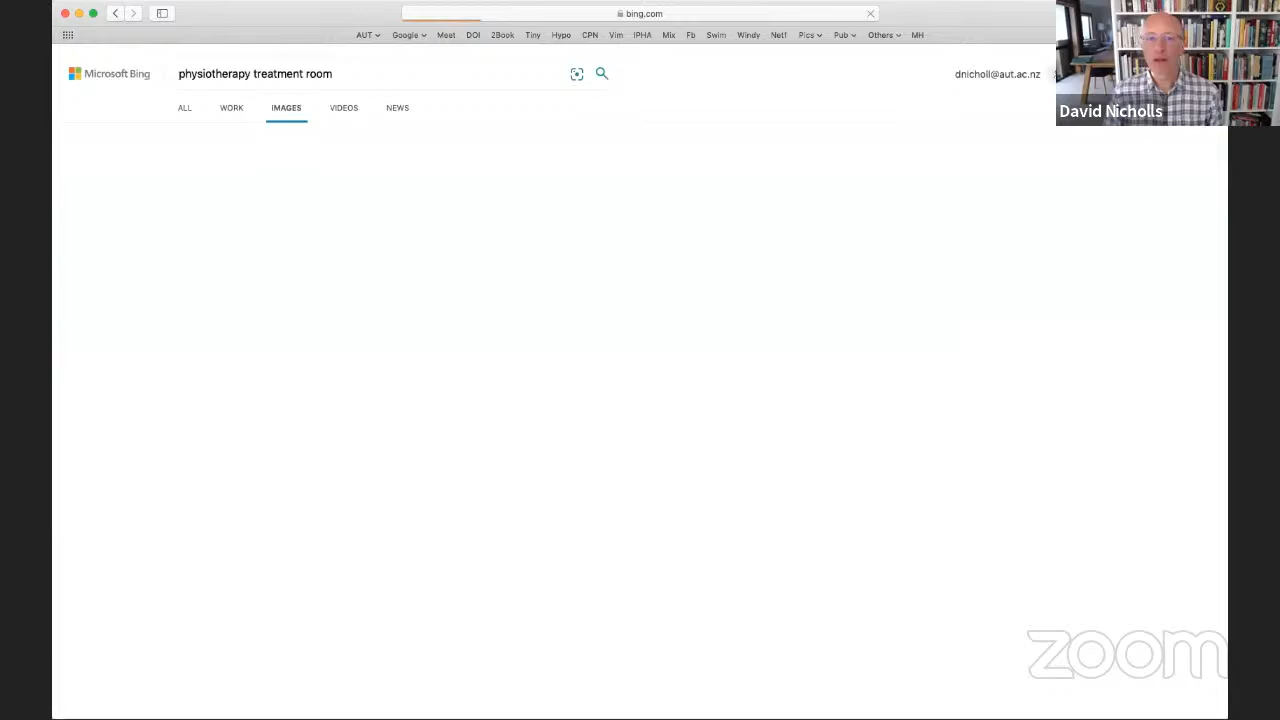 bing.com
AUT Google Meet DOI 2Book Tiny Hypo CPN Vim IPHA Mix Fb Swim Windy Netf Pics Pub Others MH
Microsoft Bing physiotherapy treatment room dnicholl@aut.ac.nz
ALL WORK IMAGES VIDEOS NEWS
David Nicholls
zoom